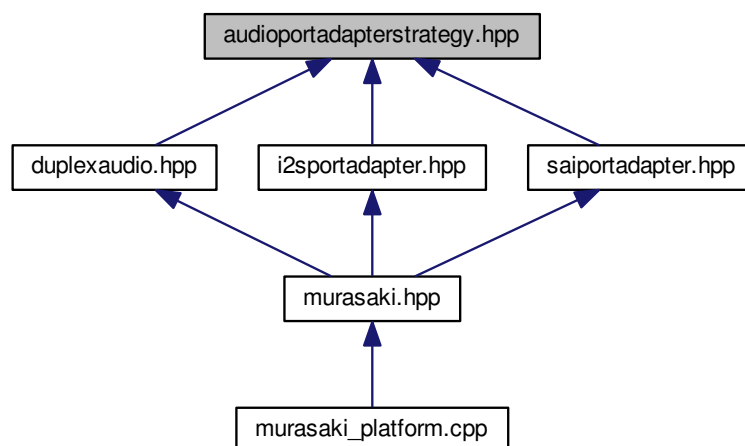 audioportadapterstrategy.hpp
duplexaudio.hpp
i2sportadapter.hpp
saiportadapter.hpp
murasaki.hpp
murasaki_platform.cpp